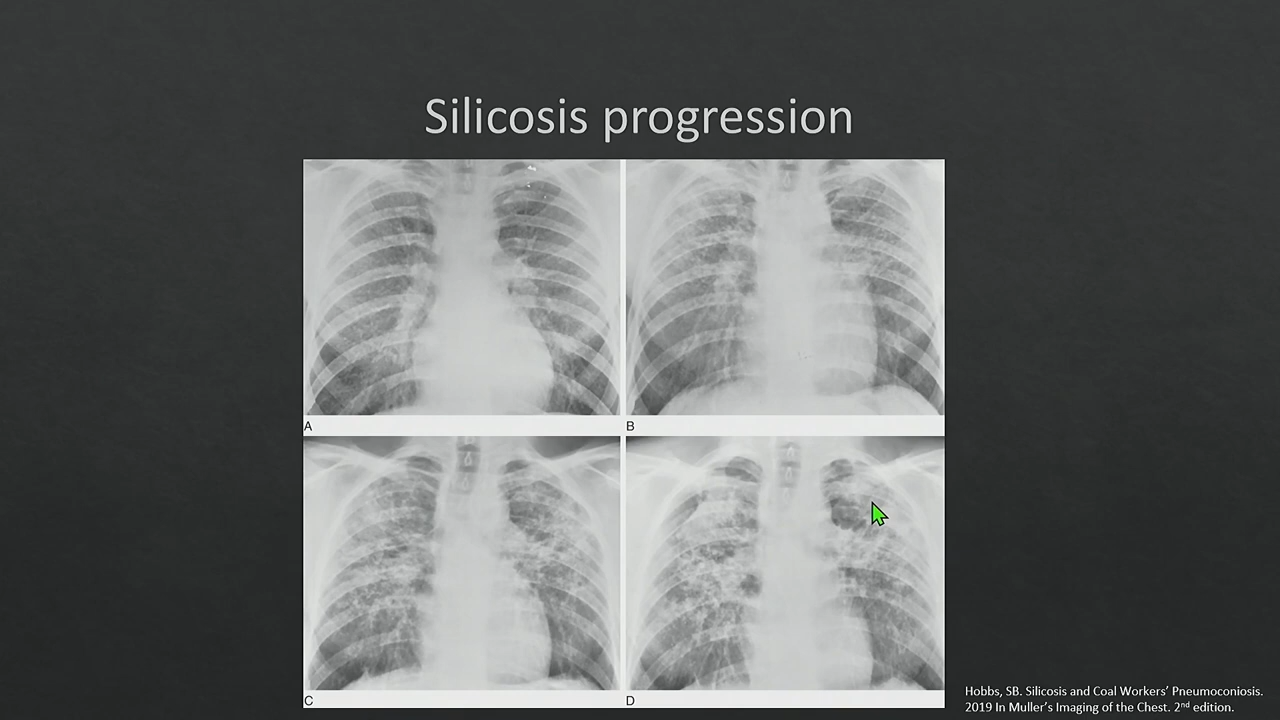 Silicosis progression
A
B
C
D
Hobbs, SB. Silicosis and Coal Workers’ Pneumoconiosis.
2019 In Muller’s Imaging of the Chest. 2nd edition.